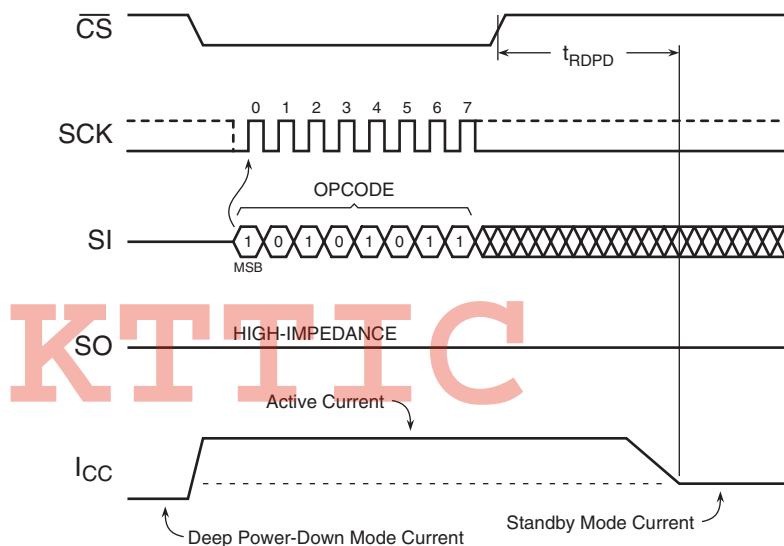 CS
tRDPD
0 1 2 3 4 5 6 7
SCK
OPCODE
SI
1 0 1 0 1 0 1 1
MSB
KTTIC
HIGH-IMPEDANCE
SO
Active Current
ICC
Deep Power-Down Mode Current
Standby Mode Current